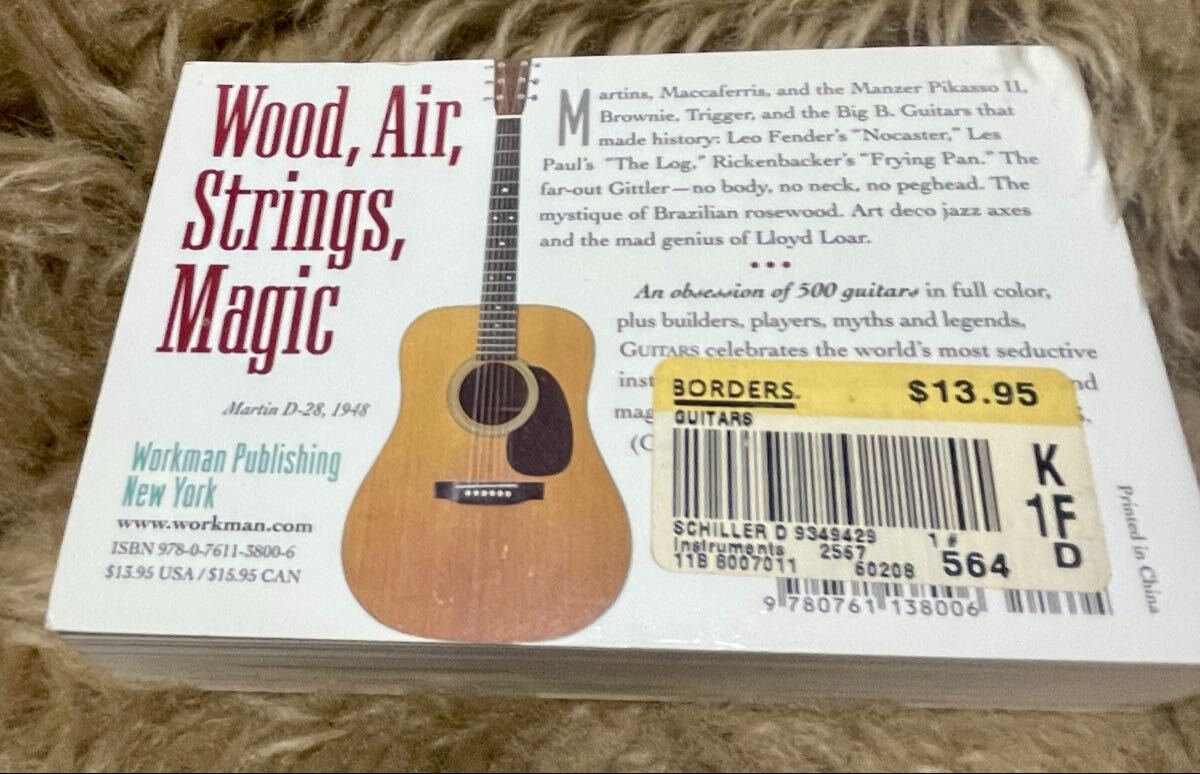 Wood, Air,
Strings,
Magic
Martin D-28, 1948
Workman Publishing
New York
www.workman.com
ISBN 978-0-7611-3800-6
$13.95 USA / $15.95 CAN
Martins, Maccaferris, and the Manzer Pikasso II,
Brownie, Trigger, and the Big B. Guitars that
made history: Leo Fender's "Nocaster," Les
Paul's "The Log," Rickenbacker's "Frying Pan." The
far-out Gittler—no body, no neck, no peghead. The
mystique of Brazilian rosewood. Art deco jazz axes
and the mad genius of Lloyd Loar.
•••
An obsession of 500 guitars in full color,
plus builders, players, myths and legends,
GUITARS celebrates the world's most seductive
BORDERS. $13.95
GUITARS
SCHILLER D 9349429 1#
Instruments 2567
11B 8007011 60208 564
K
1F
D
9 780761 138006
Printed in China